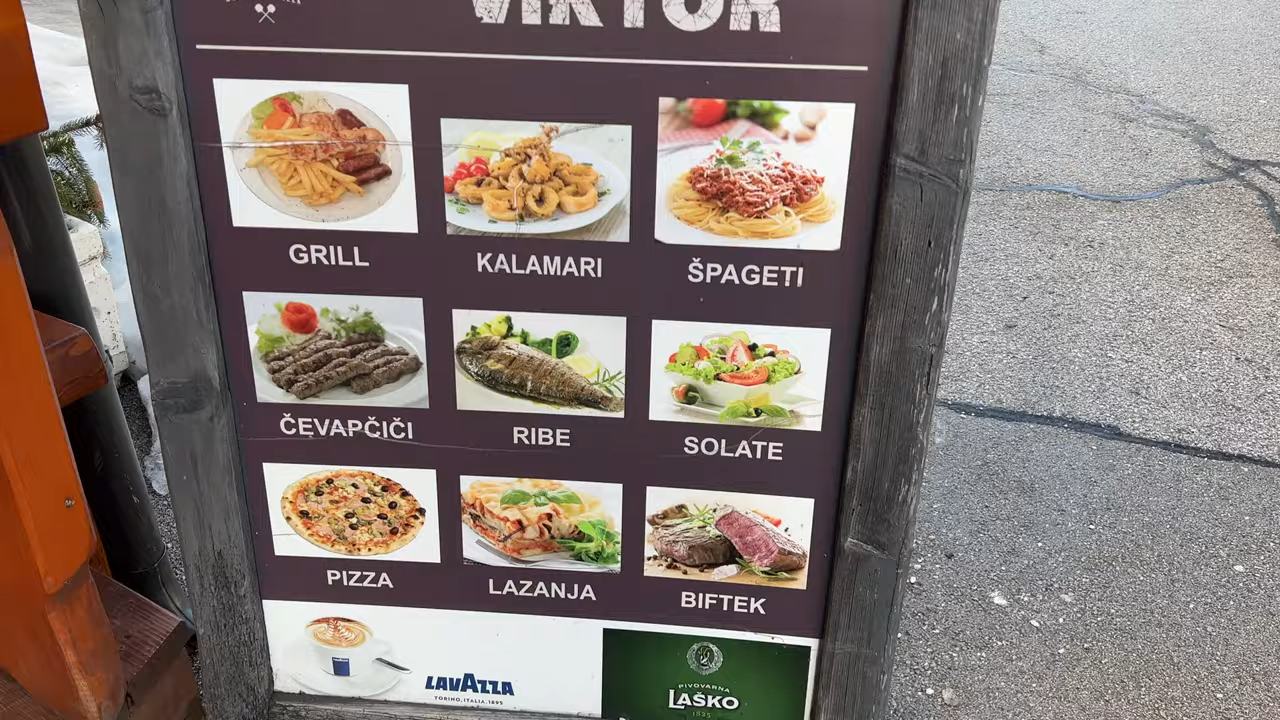 VIKTOR
GRILL
KALAMARI
ŠPAGETI
ČEVAPČIČI
RIBE
SOLATE
PIZZA
LAZANJA
BIFTEK
LAVAZZA
TORINO, ITALIA, 1895
PIVOVARNA
LAŠKO
1825